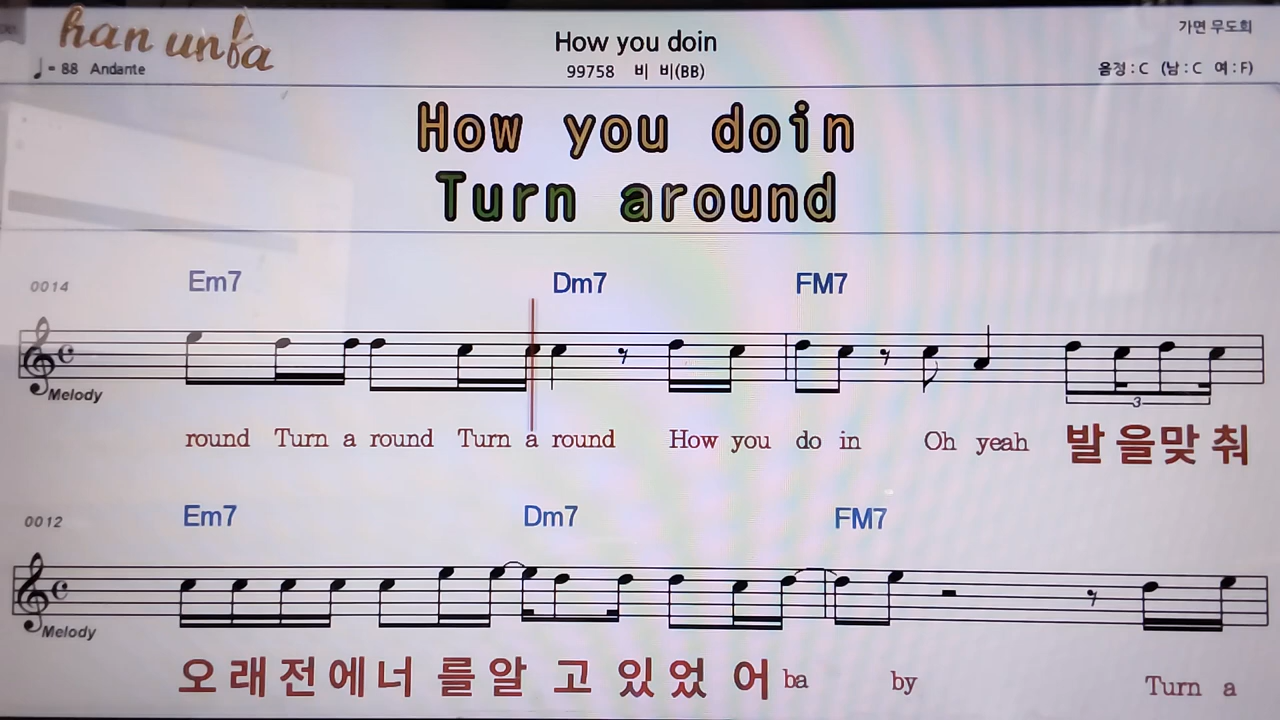 han unfa
How you doin
가면 무도회
♩= 88 Andante
99758 비 비(BB)
음정 : C (남 : C 여 : F)
How you doin
Turn around
0014 Em7 Dm7 FM7
Melody
3
round Turn a round Turn a round How you do in Oh yeah 발 을맞 춰
0012 Em7 Dm7 FM7
Melody
오 래 전 에 너 를 알 고 있 었 어 ba by Turn a